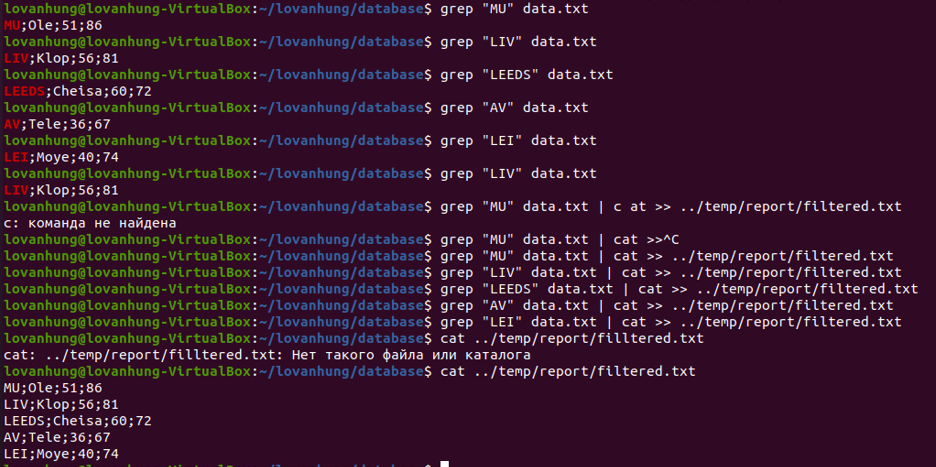 lovanhung@lovanhung-VirtualBox:~/lovanhung/database$ grep "MU" data.txt
MU;Ole;51;86
lovanhung@lovanhung-VirtualBox:~/lovanhung/database$ grep "LIV" data.txt
LIV;Klop;56;81
lovanhung@lovanhung-VirtualBox:~/lovanhung/database$ grep "LEEDS" data.txt
LEEDS;Cheisa;60;72
lovanhung@lovanhung-VirtualBox:~/lovanhung/database$ grep "AV" data.txt
AV;Tele;36;67
lovanhung@lovanhung-VirtualBox:~/lovanhung/database$ grep "LEI" data.txt
LEI;Moye;40;74
lovanhung@lovanhung-VirtualBox:~/lovanhung/database$ grep "LIV" data.txt
LIV;Klop;56;81
lovanhung@lovanhung-VirtualBox:~/lovanhung/database$ grep "MU" data.txt | c at >> ../temp/report/filtered.txt
c: команда не найдена
lovanhung@lovanhung-VirtualBox:~/lovanhung/database$ grep "MU" data.txt | cat >>^C
lovanhung@lovanhung-VirtualBox:~/lovanhung/database$ grep "MU" data.txt | cat >> ../temp/report/filtered.txt
lovanhung@lovanhung-VirtualBox:~/lovanhung/database$ grep "LIV" data.txt | cat >> ../temp/report/filtered.txt
lovanhung@lovanhung-VirtualBox:~/lovanhung/database$ grep "LEEDS" data.txt | cat >> ../temp/report/filtered.txt
lovanhung@lovanhung-VirtualBox:~/lovanhung/database$ grep "AV" data.txt | cat >> ../temp/report/filtered.txt
lovanhung@lovanhung-VirtualBox:~/lovanhung/database$ grep "LEI" data.txt | cat >> ../temp/report/filtered.txt
lovanhung@lovanhung-VirtualBox:~/lovanhung/database$ cat ../temp/report/filltered.txt
cat: ../temp/report/filltered.txt: Нет такого файла или каталога
lovanhung@lovanhung-VirtualBox:~/lovanhung/database$ cat ../temp/report/filtered.txt
MU;Ole;51;86
LIV;Klop;56;81
LEEDS;Cheisa;60;72
AV;Tele;36;67
LEI;Moye;40;74
lovanhung@lovanhung-VirtualBox:~/lovanhung/database$